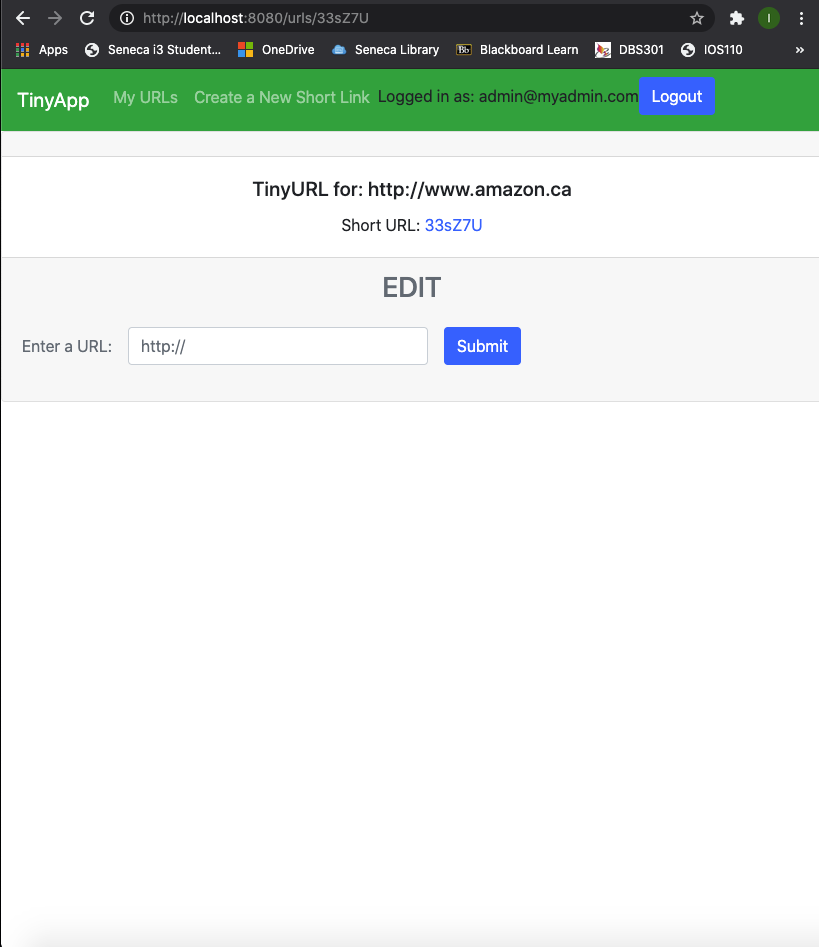 http://localhost:8080/urls/33sZ7U
Apps Seneca i3 Student... OneDrive Seneca Library Bb Blackboard Learn DBS301 IOS110 »
TinyApp My URLs Create a New Short Link Logged in as: admin@myadmin.com Logout
TinyURL for: http://www.amazon.ca
Short URL: 33sZ7U
EDIT
Enter a URL: http:// Submit